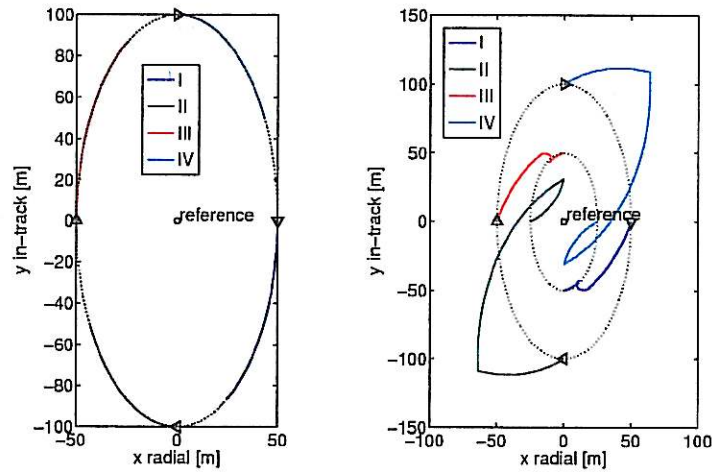 100
80
60
40
20
0
-20
-40
-60
-80
-100
-50
0
50
y in-track [m]
x radial [m]
I
II
III
IV
reference
150
100
50
0
-50
-100
-150
-100
-50
0
50
100
y in-track [m]
x radial [m]
I
II
III
IV
reference